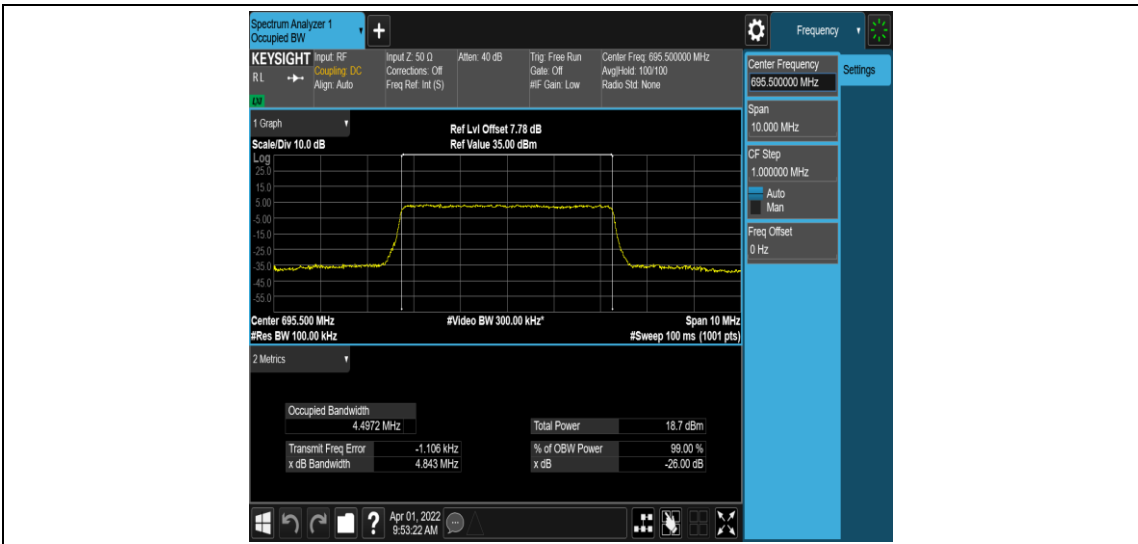 Spectrum Analyzer 1
Occupied BW
Frequency
KEYSIGHT
R L
LXI
Input: RF
Coupling: DC
Align: Auto
Input Z: 50 Ω
Corrections: Off
Freq Ref: Int (S)
Atten: 40 dB
Trig: Free Run
Gate: Off
#IF Gain: Low
Center Freq: 695.500000 MHz
Avg|Hold: 100/100
Radio Std: None
Center Frequency
695.500000 MHz
Settings
Span
10.000 MHz
CF Step
1.000000 MHz
Auto
Man
Freq Offset
0 Hz
1 Graph
Scale/Div 10.0 dB
Ref Lvl Offset 7.78 dB
Ref Value 35.00 dBm
Log
25.0
15.0
5.00
-5.00
-15.0
-25.0
-35.0
-45.0
-55.0
Center 695.500 MHz
#Video BW 300.00 kHz*
Span 10 MHz
#Res BW 100.00 kHz
#Sweep 100 ms (1001 pts)
2 Metrics
Occupied Bandwidth
4.4972 MHz
Total Power 18.7 dBm
Transmit Freq Error -1.106 kHz
% of OBW Power 99.00 %
x dB Bandwidth 4.843 MHz
x dB -26.00 dB
?
Apr 01, 2022
9:53:22 AM